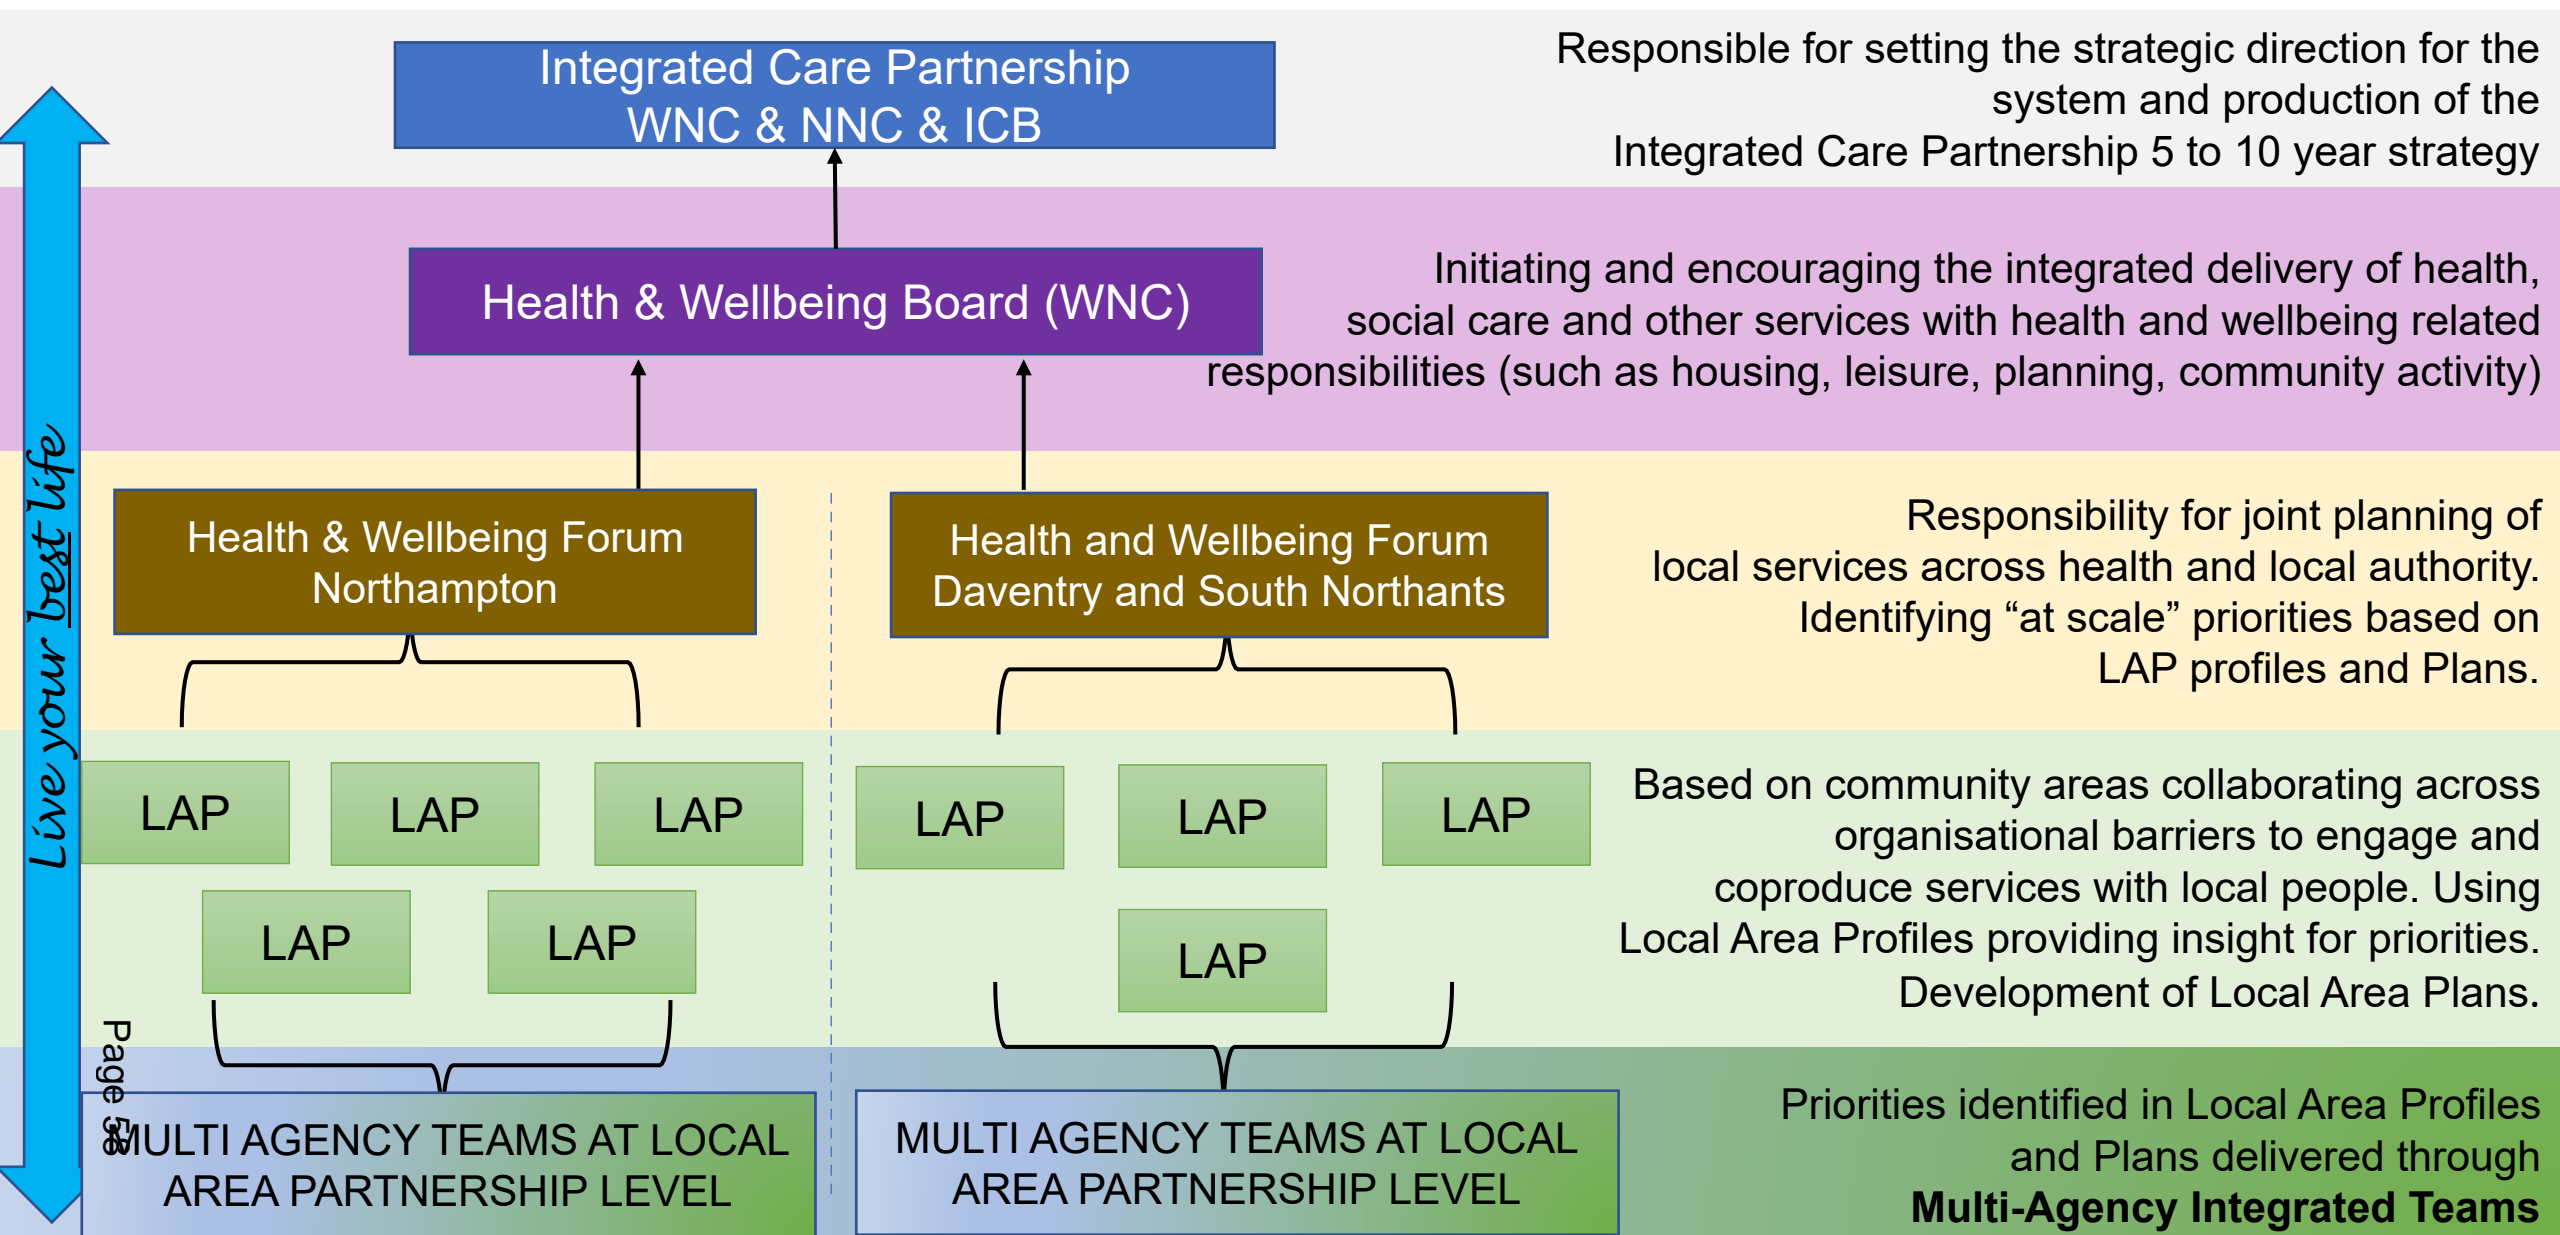 Integrated Care Partnership
WNC & NNC & ICB
Responsible for setting the strategic direction for the
system and production of the
Integrated Care Partnership 5 to 10 year strategy
Health & Wellbeing Board (WNC)
Initiating and encouraging the integrated delivery of health,
social care and other services with health and wellbeing related
responsibilities (such as housing, leisure, planning, community activity)
Live your best life
Health & Wellbeing Forum
Northampton
Health and Wellbeing Forum
Daventry and South Northants
Responsibility for joint planning of
local services across health and local authority.
Identifying “at scale” priorities based on
LAP profiles and Plans.
LAP
LAP
LAP
LAP
LAP
LAP
LAP
LAP
LAP
Based on community areas collaborating across
organisational barriers to engage and
coproduce services with local people. Using
Local Area Profiles providing insight for priorities.
Development of Local Area Plans.
Page 53
MULTI AGENCY TEAMS AT LOCAL
AREA PARTNERSHIP LEVEL
MULTI AGENCY TEAMS AT LOCAL
AREA PARTNERSHIP LEVEL
Priorities identified in Local Area Profiles
and Plans delivered through
Multi-Agency Integrated Teams